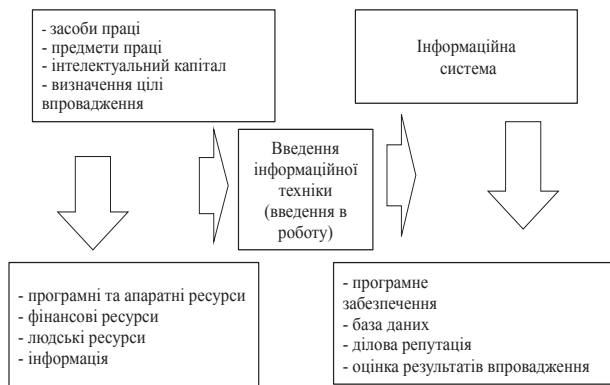 - засоби праці
- предмети праці
- інтелектуальний капітал
- визначення цілі
впровадження
Інформаційна
система
Введення
інформаційної
техніки
(введення в
роботу)
- програмні та апаратні ресурси
- фінансові ресурси
- людські ресурси
- інформація
- програмне
забезпечення
- база даних
- ділова репутація
- оцінка результатів впровадження